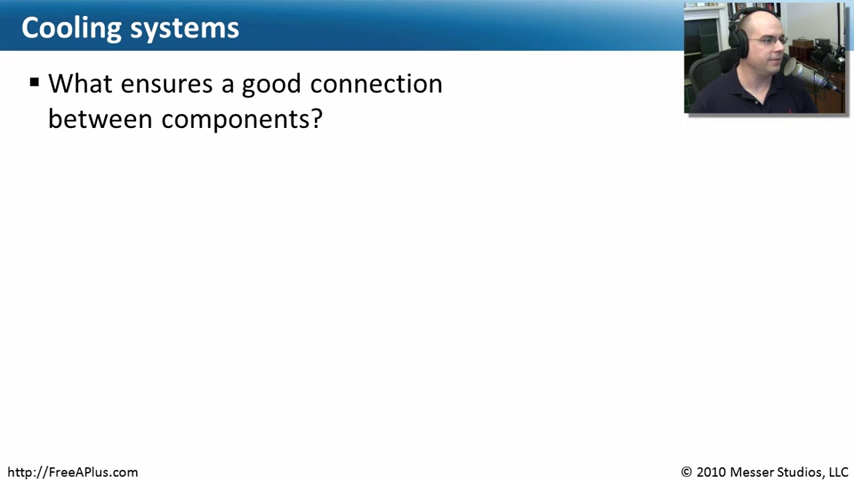 Cooling systems
▪ What ensures a good connection
between components?
http://FreeAPlus.com
© 2010 Messer Studios, LLC